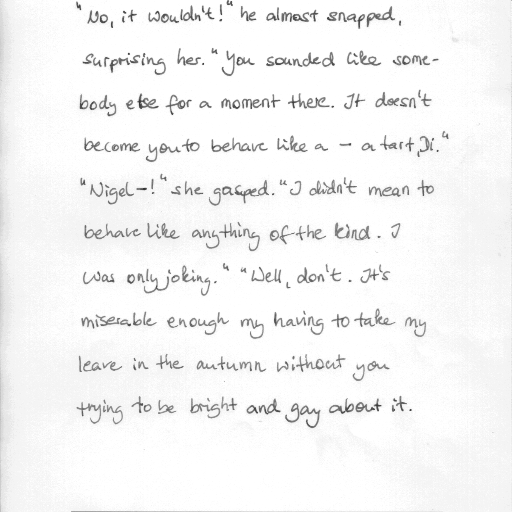 "No, it wouldn't!" he almost snapped,
surprising her. "You sounded like some-
body else for a moment there. It doesn't
become you to behave like a - a tart, Di."
"Nigel-!" she gasped. "I didn't mean to
behave like anything of the kind. I
was only joking." "Well, don't. It's
miserable enough my having to take my
leave in the autumn without you
trying to be bright and gay about it.